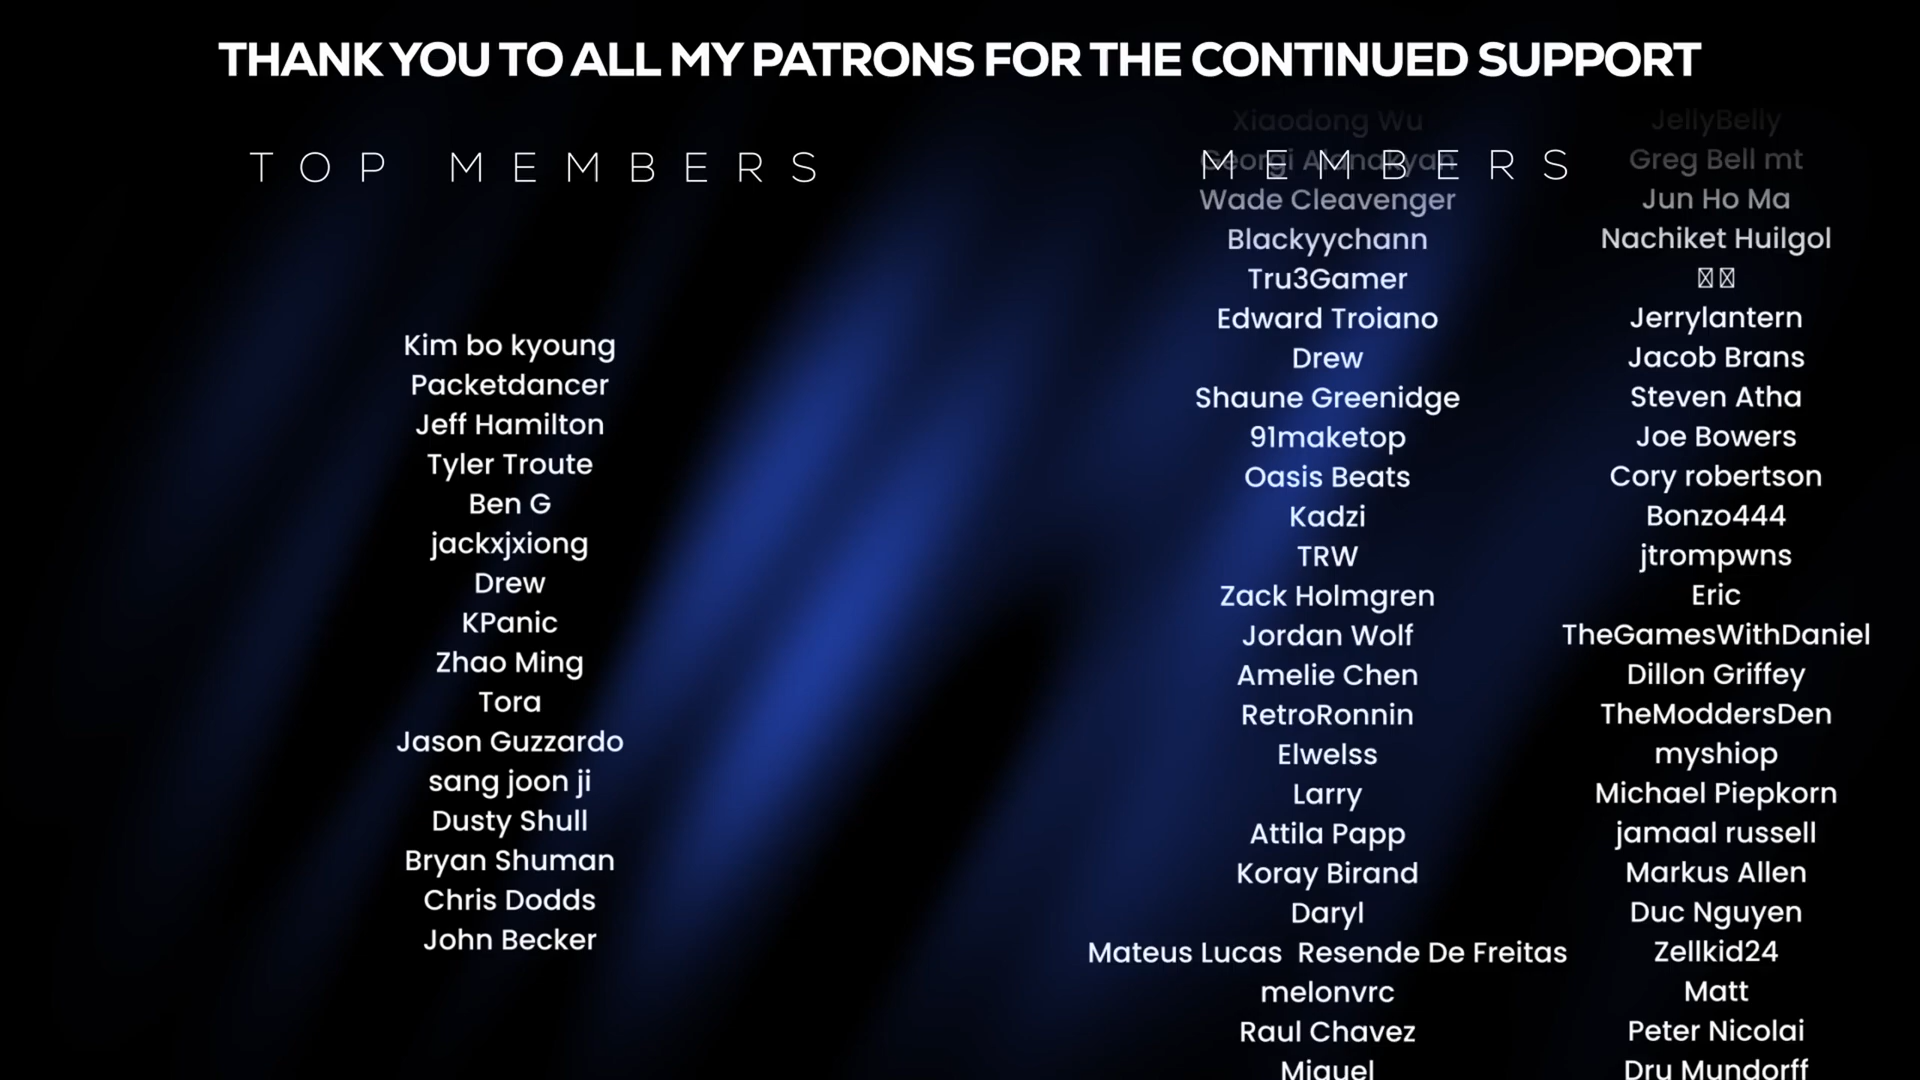 THANK YOU TO ALL MY PATRONS FOR THE CONTINUED SUPPORT
TOP MEMBERS
Kim bo kyoung
Packetdancer
Jeff Hamilton
Tyler Troute
Ben G
jackxjxiong
Drew
KPanic
Zhao Ming
Tora
Jason Guzzardo
sang joon ji
Dusty Shull
Bryan Shuman
Chris Dodds
John Becker
MEMBERS
Xiaodong Wu
Georgi
Wade Cleavenger
Blackyychann
Tru3Gamer
Edward Troiano
Drew
Shaune Greenidge
91maketop
Oasis Beats
Kadzi
TRW
Zack Holmgren
Jordan Wolf
Amelie Chen
RetroRonnin
Elwelss
Larry
Attila Papp
Koray Birand
Daryl
Mateus Lucas  Resende De Freitas
melonvrc
Raul Chavez
Miguel
JellyBelly
Greg Bell mt
Jun Ho Ma
Nachiket Huilgol
Jerrylantern
Jacob Brans
Steven Atha
Joe Bowers
Cory robertson
Bonzo444
jtrompwns
Eric
TheGamesWithDaniel
Dillon Griffey
TheModdersDen
myshiop
Michael Piepkorn
jamaal russell
Markus Allen
Duc Nguyen
Zellkid24
Matt
Peter Nicolai
Dru Mundorff